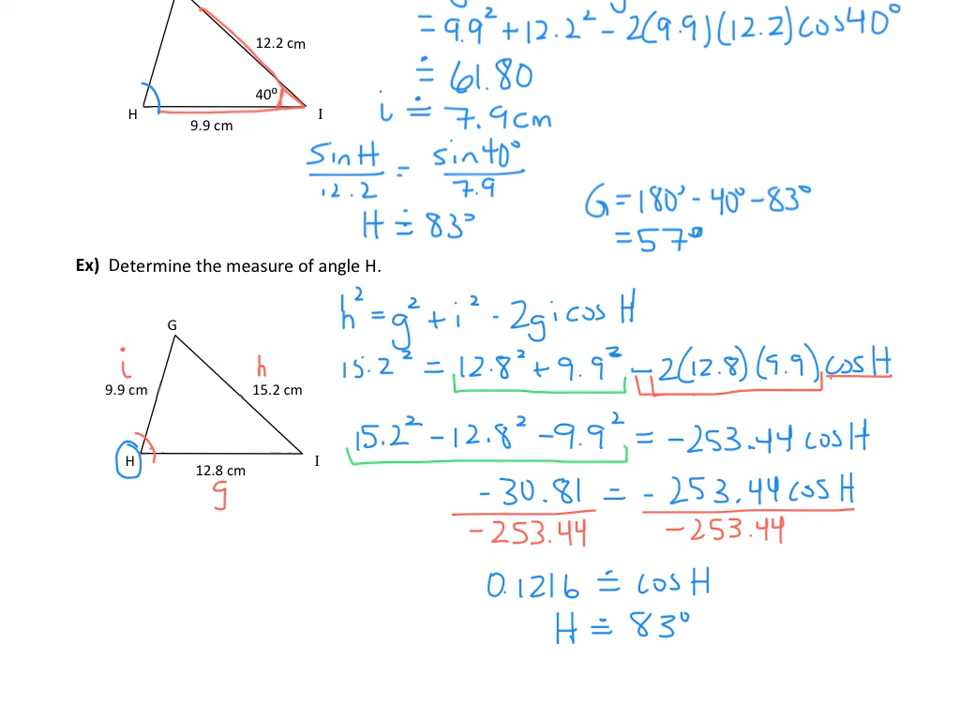 = 9.9² + 12.2² - 2(9.9)(12.2)cos40°
12.2 cm
≐ 61.80
40°
i ≐ 7.9cm
H
I
9.9 cm
sin H / 12.2 = sin 40° / 7.9
G = 180° - 40° - 83°
H ≐ 83°
= 57°
Ex) Determine the measure of angle H.
h² = g² + i² - 2gi cos H
G
i
h
15.2² = 12.8² + 9.9² - 2(12.8)(9.9) cos H
9.9 cm
15.2 cm
15.2² - 12.8² - 9.9² = -253.44 cos H
H
I
12.8 cm
g
-30.81 = -253.44 cos H
-253.44 -253.44
0.1216 ≐ cos H
H ≐ 83°